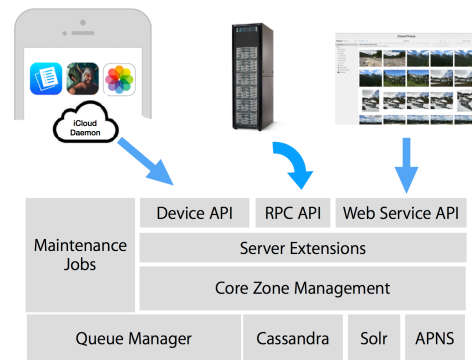 iCloud
Daemon
Device API
RPC API
Web Service API
Maintenance
Jobs
Server Extensions
Core Zone Management
Queue Manager
Cassandra
Solr
APNS